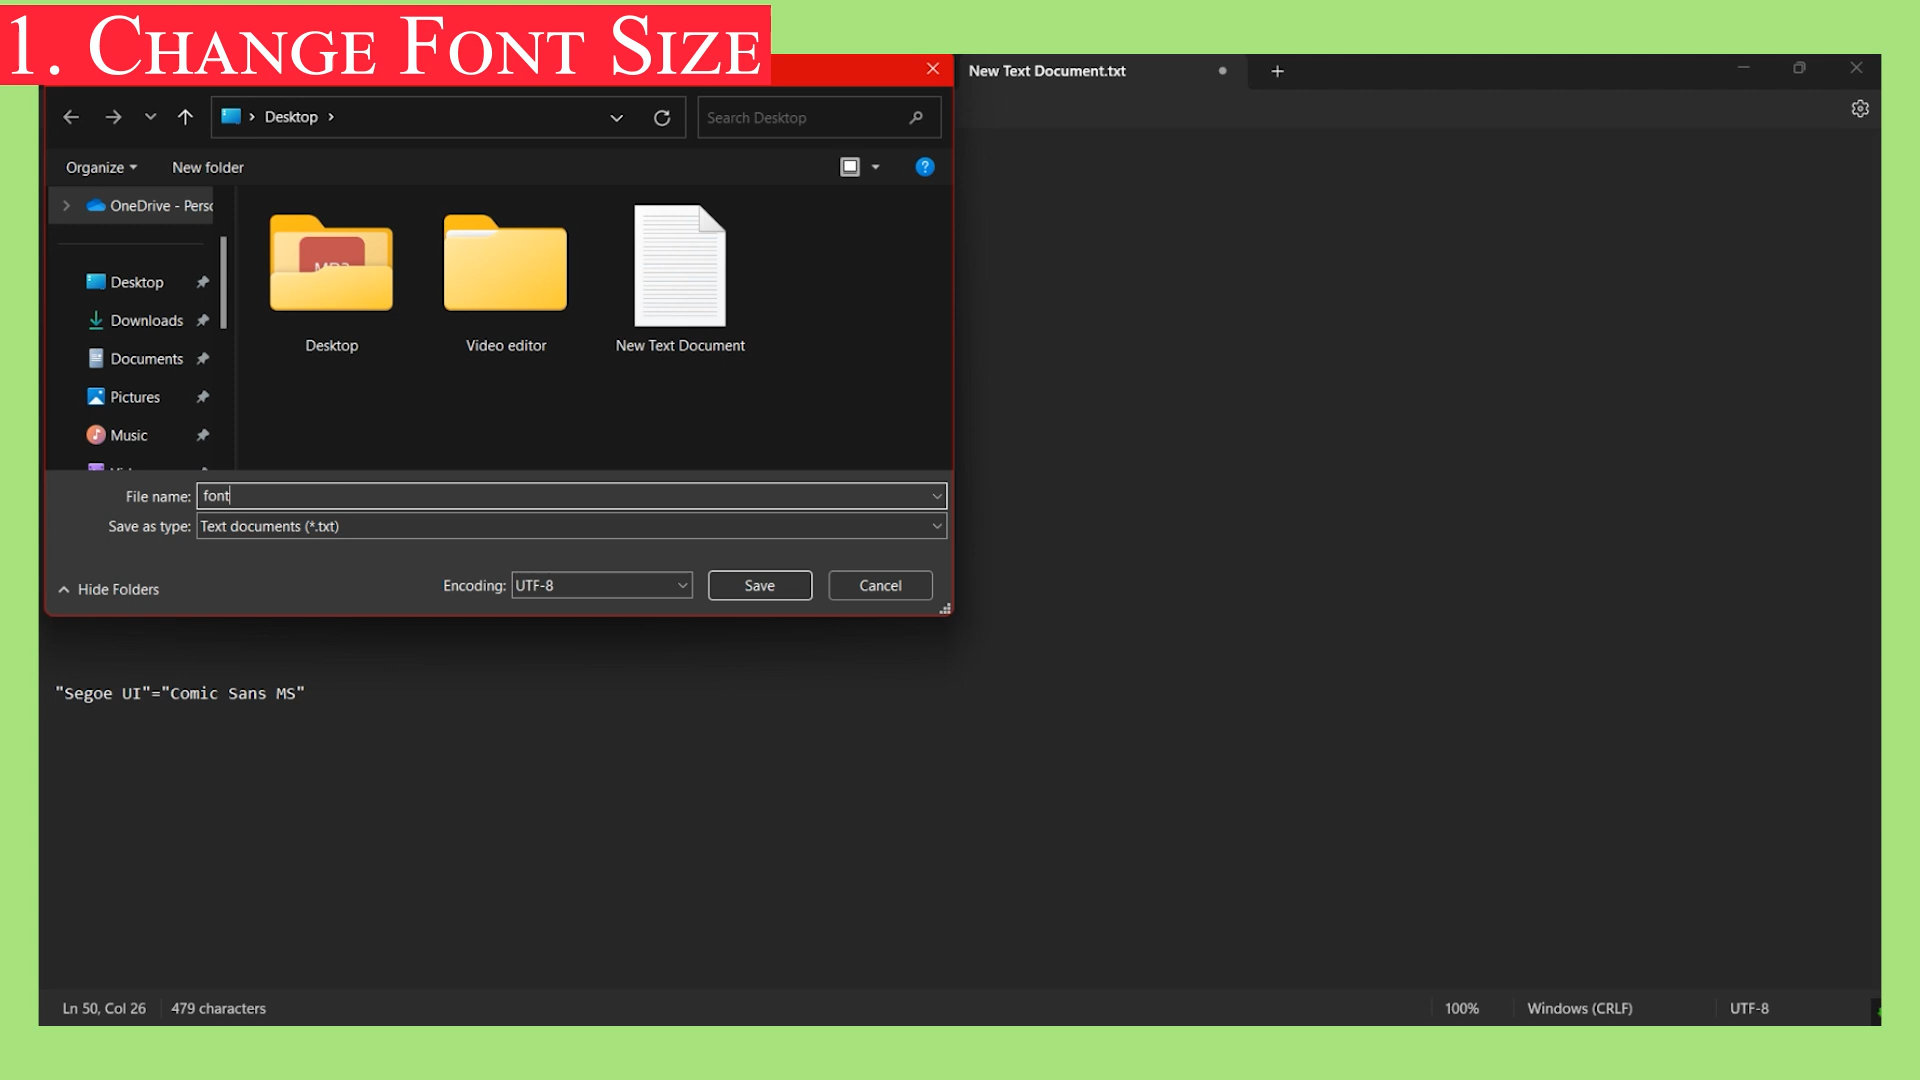 1. Change Font Size
New Text Document.txt
Desktop
Search Desktop
Organize
New folder
OneDrive - Perso
Desktop
Downloads
Documents
Pictures
Music
Desktop
Video editor
New Text Document
File name: font
Save as type: Text documents (*.txt)
Hide Folders
Encoding: UTF-8
Save
Cancel
"Segoe UI"="Comic Sans MS"
Ln 50, Col 26
479 characters
100%
Windows (CRLF)
UTF-8